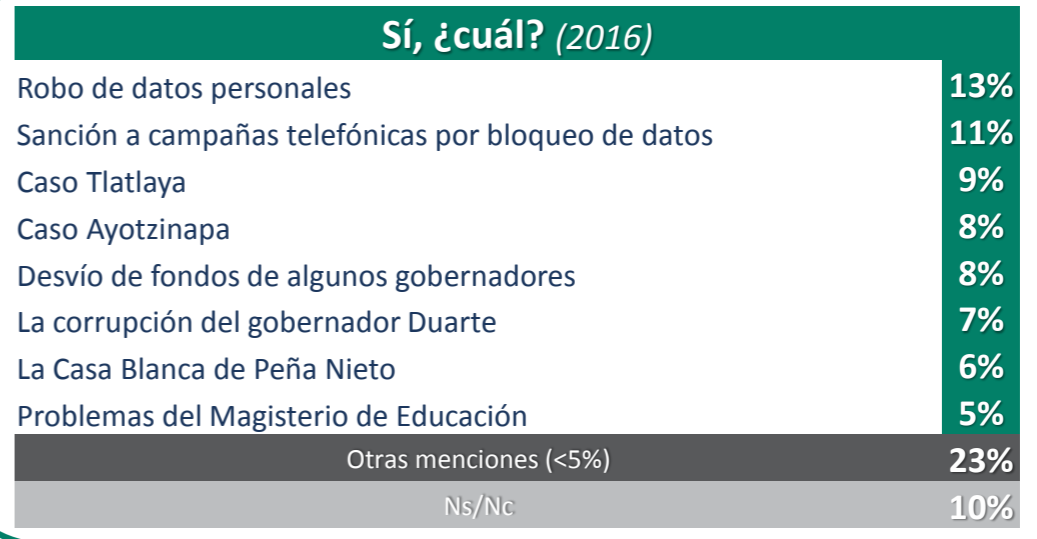 Sí, ¿cuál? (2016)
Robo de datos personales 13%
Sanción a campañas telefónicas por bloqueo de datos 11%
Caso Tlatlaya 9%
Caso Ayotzinapa 8%
Desvío de fondos de algunos gobernadores 8%
La corrupción del gobernador Duarte 7%
La Casa Blanca de Peña Nieto 6%
Problemas del Magisterio de Educación 5%
Otras menciones (<5%) 23%
Ns/Nc 10%